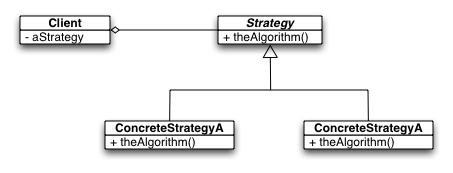 Client
- aStrategy
Strategy
+ theAlgorithm()
ConcreteStrategyA
+ theAlgorithm()
ConcreteStrategyA
+ theAlgorithm()